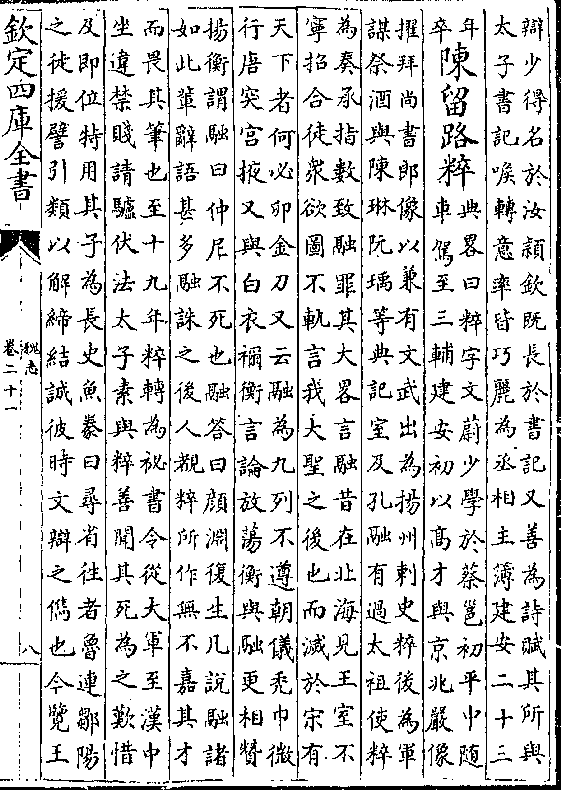 辯少得名於汝潁欽既長於書記又善為詩賦其所與
太子書記喉轉意率皆巧麗為丞相主簿建安二十三
年
卒
陳留路粹
典畧曰粹字文蔚少學於蔡邕初平中隨
車駕至三輔建安初以髙才與京兆嚴像
擢拜尚書郎像以兼有文武出為揚州刺史粹後為軍
謀祭酒與陳琳阮瑀等典記室及孔融有過太祖使粹
為奏承指數致融罪其大畧言融昔在北海見王室不
寧招合徒衆欲圖不軌言我大聖之後也而滅於宋有
天下者何必卯金刀又云融為九列不遵朝儀禿巾微
行唐突宮掖又與白衣禰衡言論放蕩衡與融更相贊
揚衡謂融曰仲尼不死也融答曰顏淵復生凡說融諸
如此輩辭語甚多融誅之後人覩粹所作無不嘉其才
而畏其筆也至十九年粹轉為祕書令從大軍至漢中
坐違禁賤請驢伏法太子素與粹善聞其死為之歎惜
及即位特用其子為長史魚豢曰尋省往者魯連鄒陽
之徒援譬引類以解締結誠彼時文辯之儁也今覽王
欽定四庫全書
魏志
卷二十一
八